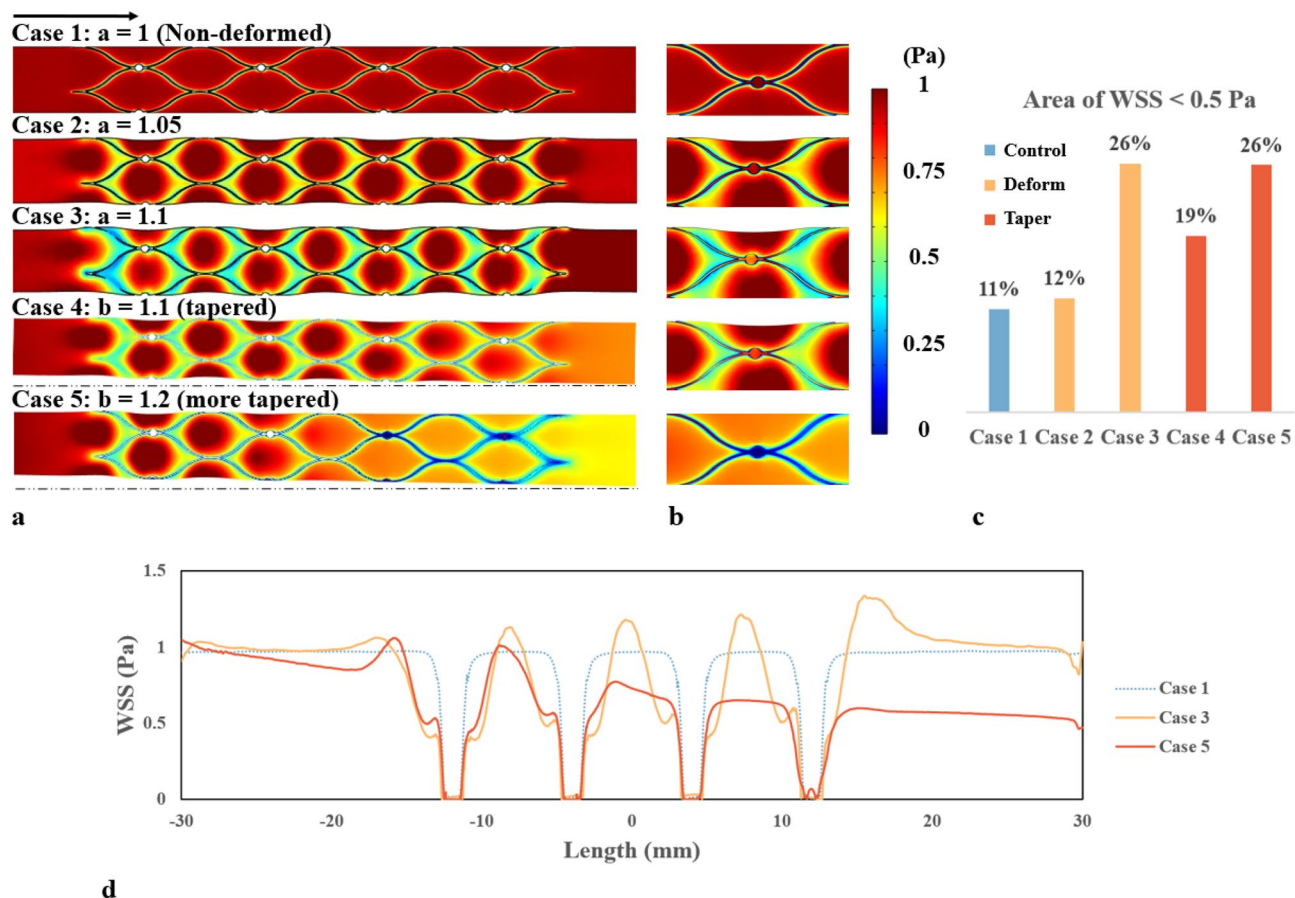 Case 1: a = 1 (Non-deformed)
Case 2: a = 1.05
Case 3: a = 1.1
Case 4: b = 1.1 (tapered)
Case 5: b = 1.2 (more tapered)
a
b
(Pa)
1
0.75
0.5
0.25
0
Area of WSS < 0.5 Pa
Control
Deform
Taper
11%
12%
26%
19%
26%
Case 1 Case 2 Case 3 Case 4 Case 5
c
WSS (Pa)
1.5
1
0.5
0
-30 -20 -10 0 10 20 30
Length (mm)
Case 1
Case 3
Case 5
d